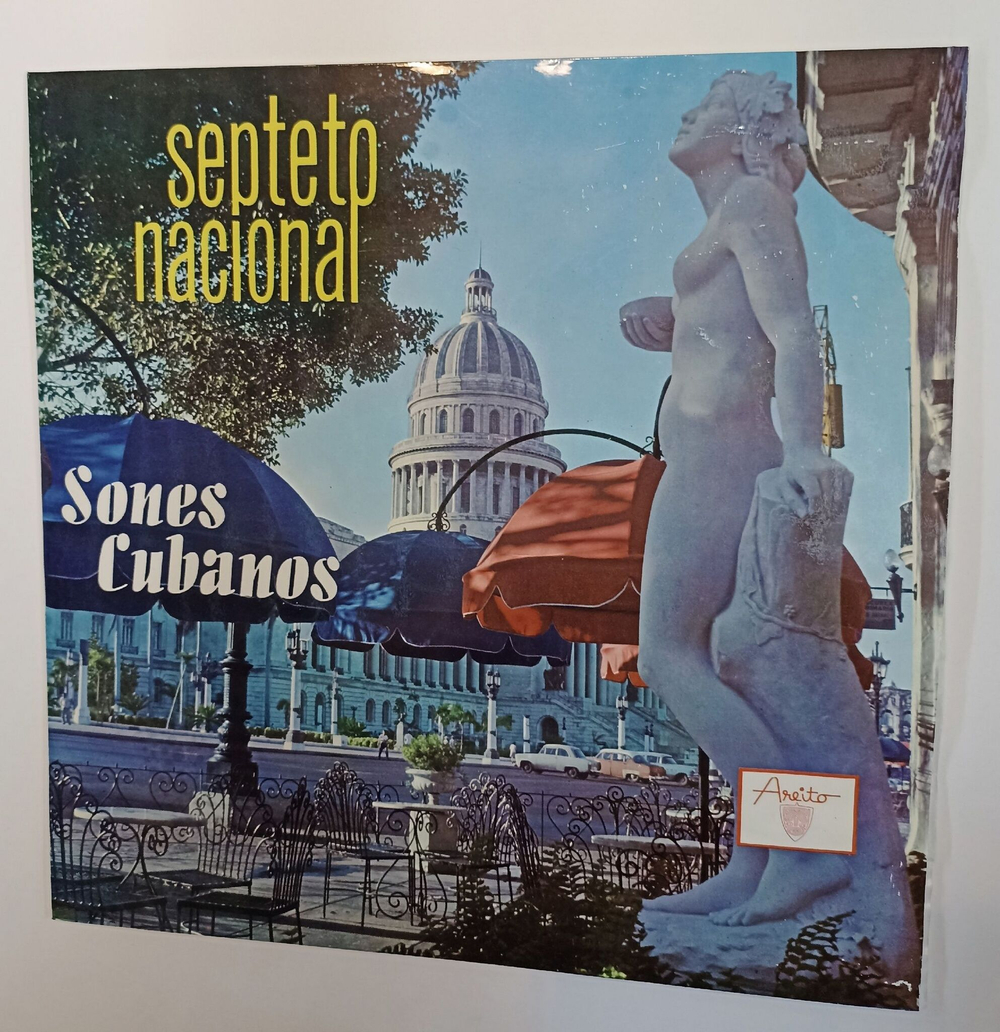 septeto
nacional
Sones
Cubanos
Areito